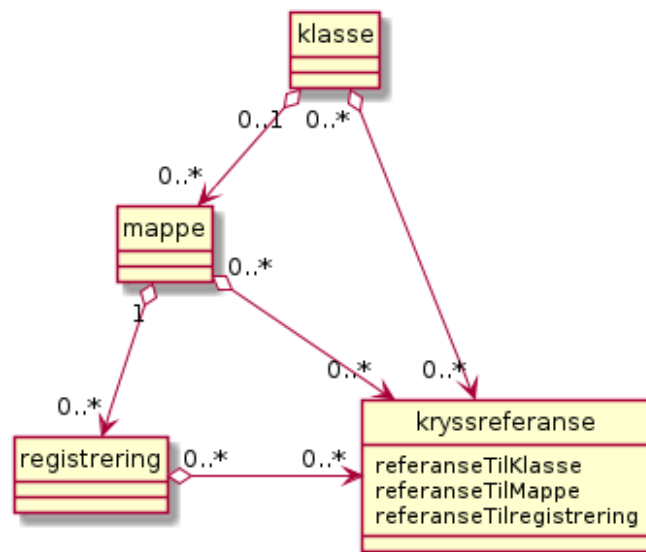 klasse
0..1
0..*
0..*
mappe
0..*
1
0..*
0..*
0..*
kryssreferanse
registrering
0..*
0..*
referanseTilKlasse
referanseTilMappe
referanseTilregistrering